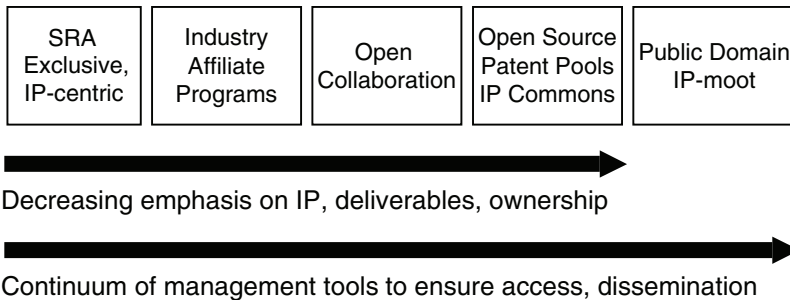 SRA
Exclusive,
IP-centric
Industry
Affiliate
Programs
Open
Collaboration
Open Source
Patent Pools
IP Commons
Public Domain
IP-moot
Decreasing emphasis on IP, deliverables, ownership
Continuum of management tools to ensure access, dissemination